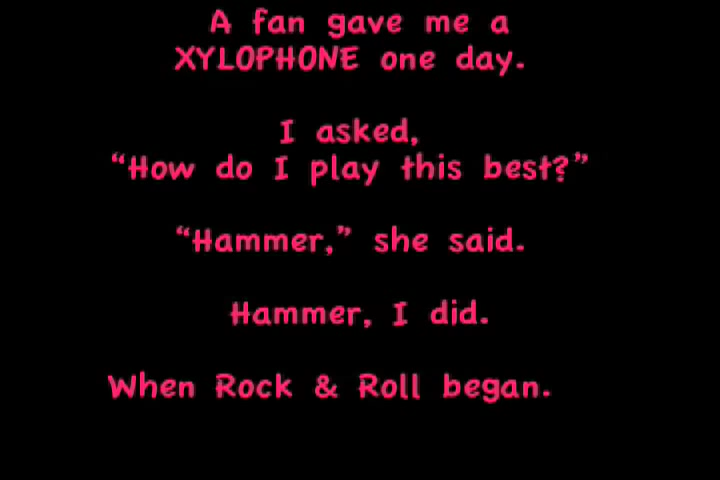 A fan gave me a
XYLOPHONE one day.
I asked,
“How do I play this best?”
“Hammer,” she said.
Hammer, I did.
When Rock & Roll began.